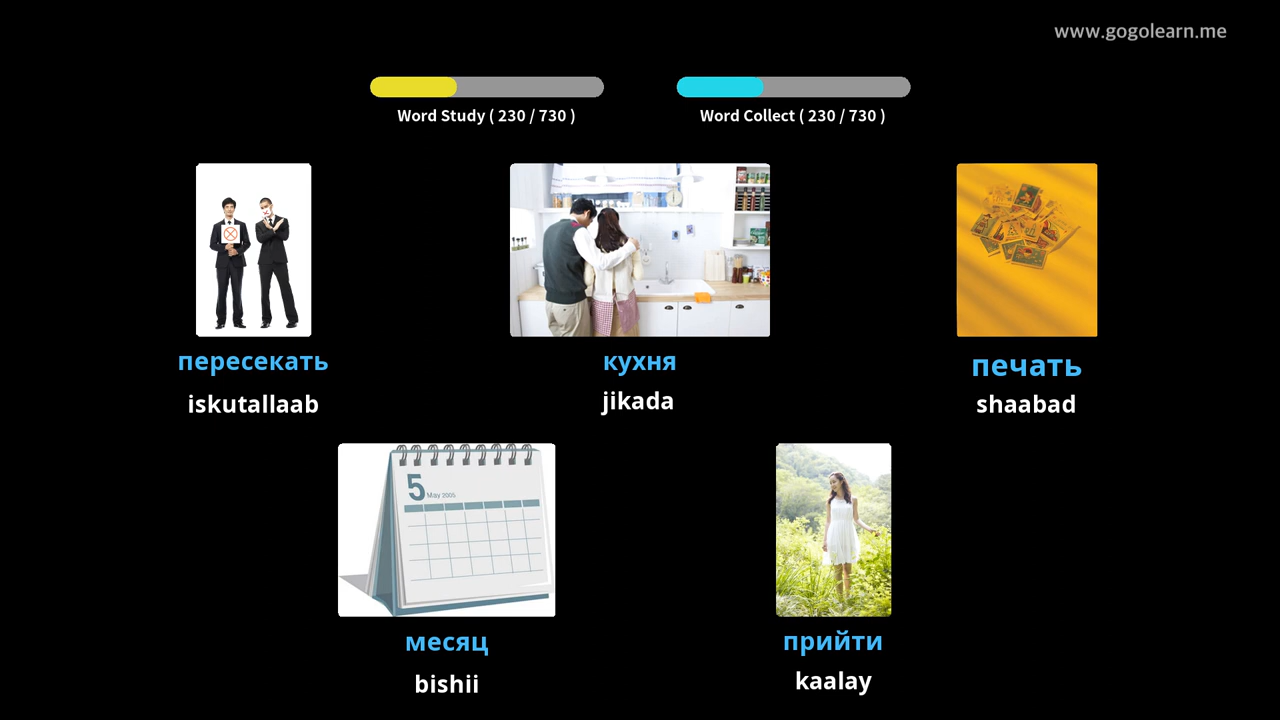 www.gogolearn.me
Word Study ( 230 / 730 )
Word Collect ( 230 / 730 )
пересекать
iskutallaab
кухня
jikada
печать
shaabad
5 May 2005
месяц
bishii
прийти
kaalay